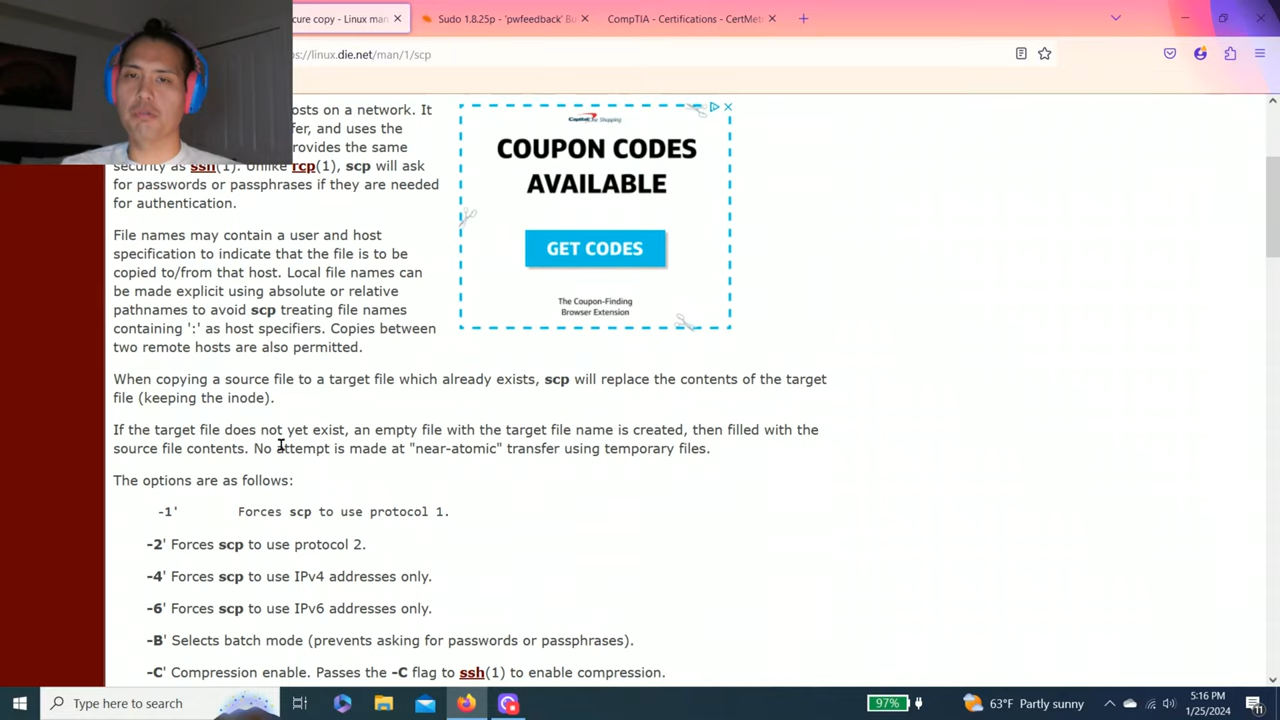 cure copy - Linux man
Sudo 1.8.25p - 'pwfeedback' Bu
CompTIA - Certifications - CertMet
s://linux.die.net/man/1/scp
osts on a network. It
fer, and uses the
rovides the same
security as ssh(1). Unlike rcp(1), scp will ask
for passwords or passphrases if they are needed
for authentication.
File names may contain a user and host
specification to indicate that the file is to be
copied to/from that host. Local file names can
be made explicit using absolute or relative
pathnames to avoid scp treating file names
containing ':' as host specifiers. Copies between
two remote hosts are also permitted.
Capital One Shopping
COUPON CODES
AVAILABLE
GET CODES
The Coupon-Finding
Browser Extension
When copying a source file to a target file which already exists, scp will replace the contents of the target
file (keeping the inode).
If the target file does not yet exist, an empty file with the target file name is created, then filled with the
source file contents. No attempt is made at "near-atomic" transfer using temporary files.
The options are as follows:
-1' Forces scp to use protocol 1.
-2' Forces scp to use protocol 2.
-4' Forces scp to use IPv4 addresses only.
-6' Forces scp to use IPv6 addresses only.
-B' Selects batch mode (prevents asking for passwords or passphrases).
-C' Compression enable. Passes the -C flag to ssh(1) to enable compression.
Type here to search
97%
63°F Partly sunny
5:16 PM
1/25/2024
11